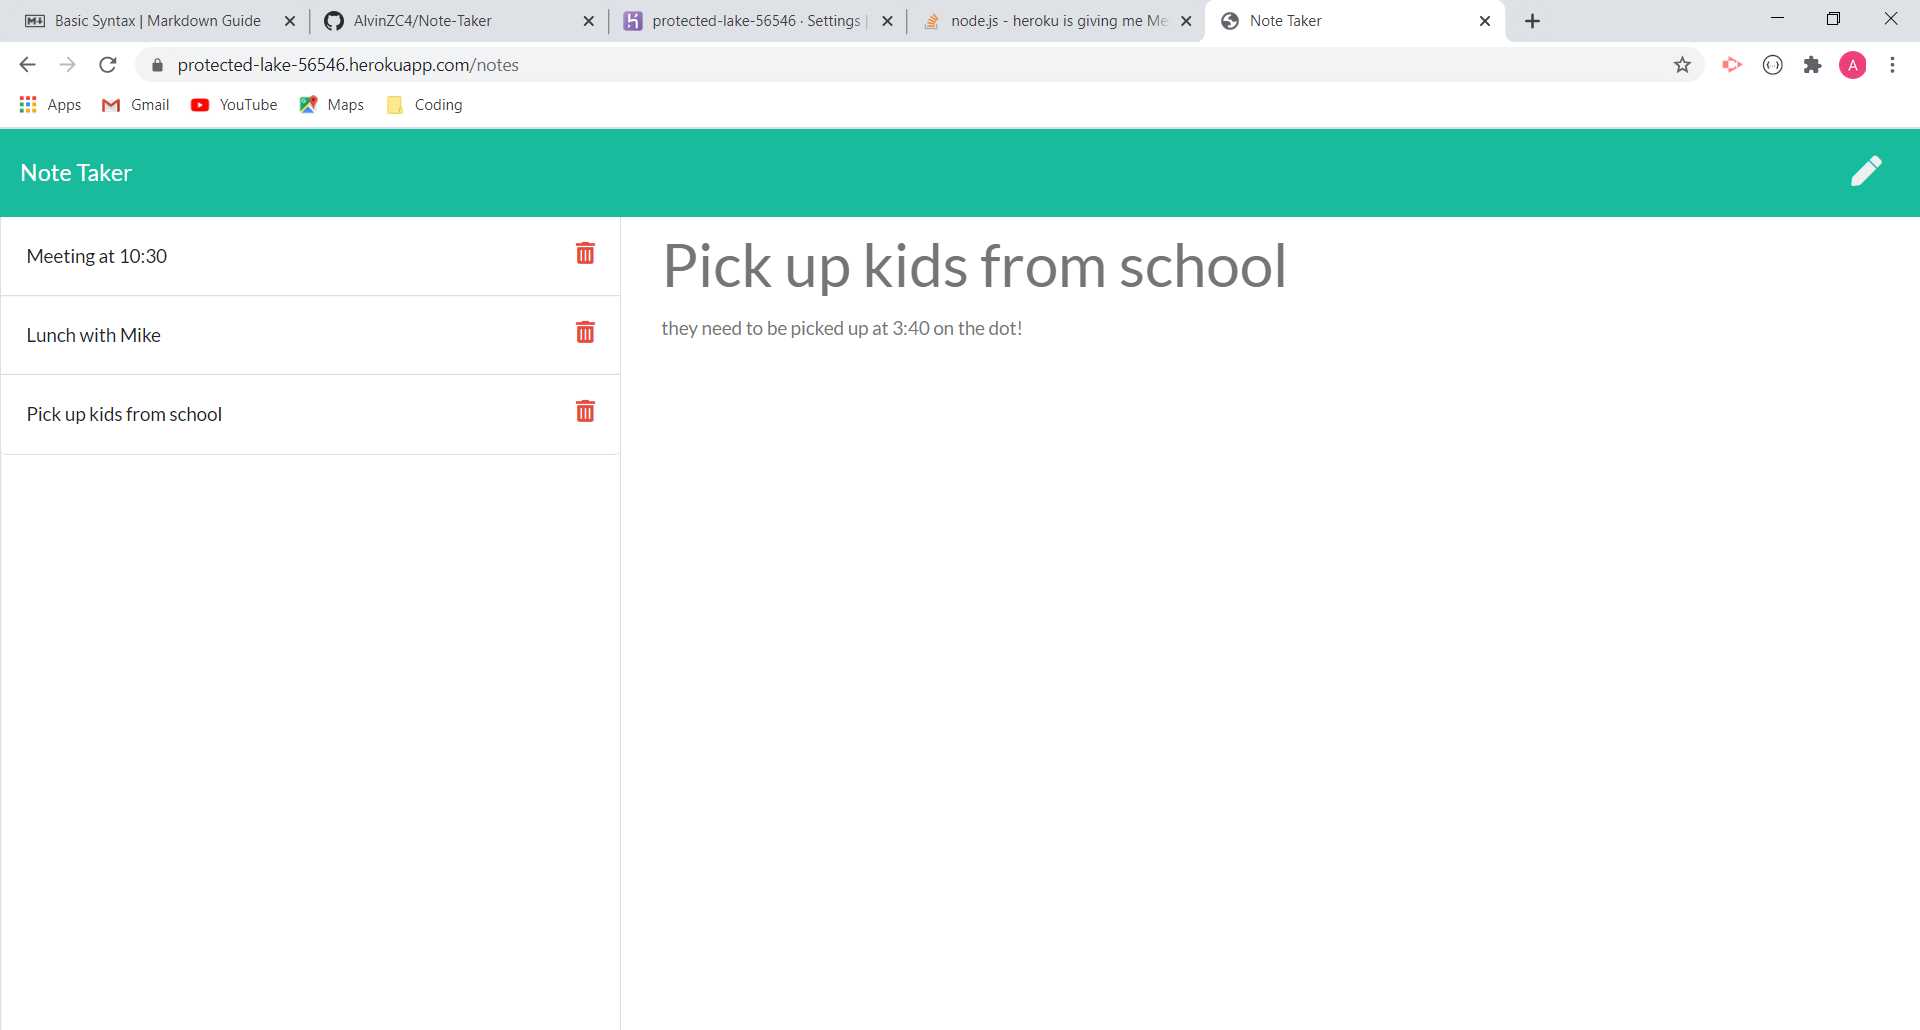 Basic Syntax | Markdown Guide
AlvinZC4/Note-Taker
protected-lake-56546 · Settings |
node.js - heroku is giving me Me
Note Taker
protected-lake-56546.herokuapp.com/notes
A
Apps
Gmail
YouTube
Maps
Coding
Note Taker
Meeting at 10:30
Lunch with Mike
Pick up kids from school
Pick up kids from school
they need to be picked up at 3:40 on the dot!